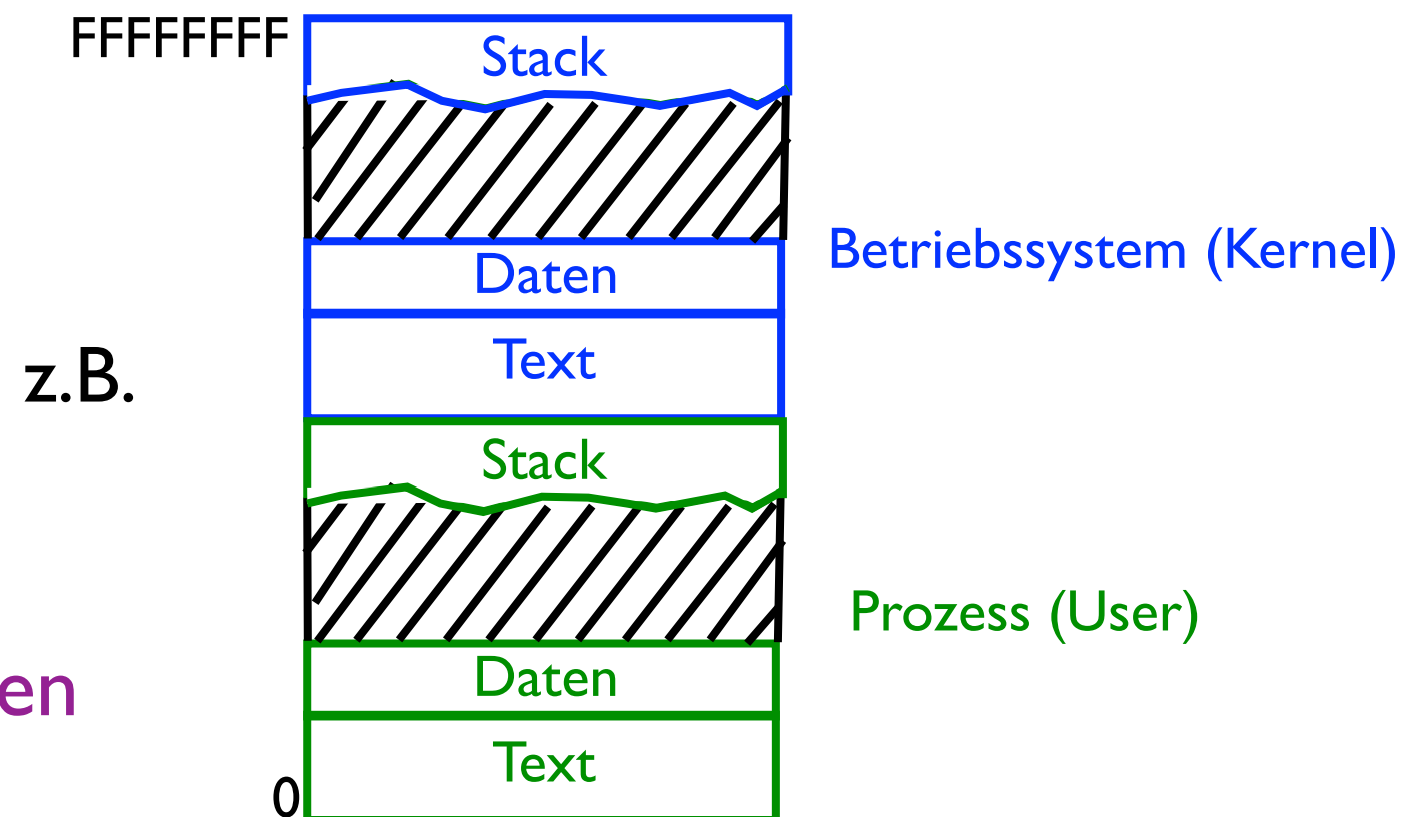 FFFFFFFF
Stack
Betriebssystem (Kernel)
Daten
z.B.
Text
Stack
Prozess (User)
Daten
en
Text
0